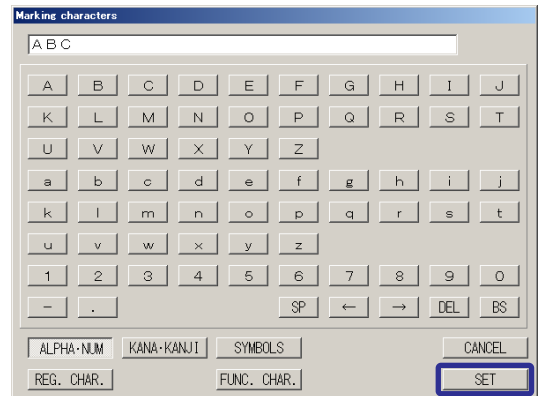 Marking characters
ABC
A B C D E F G H I J
K L M N O P Q R S T
U V W X Y Z
a b c d e f g h i j
k l m n o p q r s t
u v w x y z
1 2 3 4 5 6 7 8 9 0
- . SP ← → DEL BS
ALPHA･NUM KANA･KANJI SYMBOLS CANCEL
REG. CHAR. FUNC. CHAR. SET